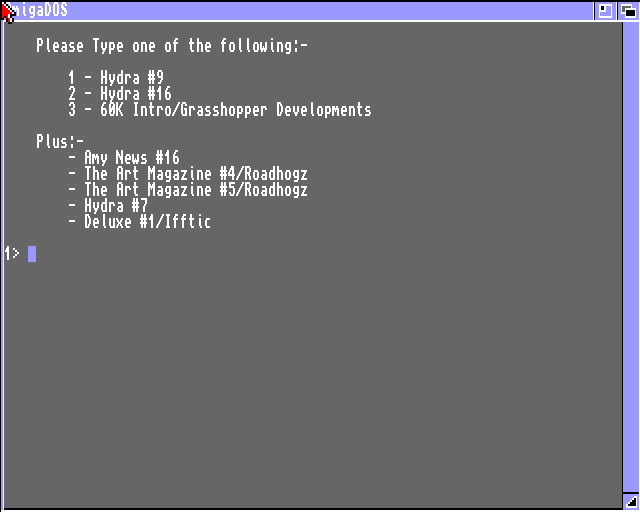 migaDOS
Please Type one of the following:-
1 - Hydra #9
2 - Hydra #16
3 - 60K Intro/Grasshopper Developments
Plus:-
- Amy News #16
- The Art Magazine #4/Roadhogz
- The Art Magazine #5/Roadhogz
- Hydra #7
- Deluxe #1/Ifftic
1>